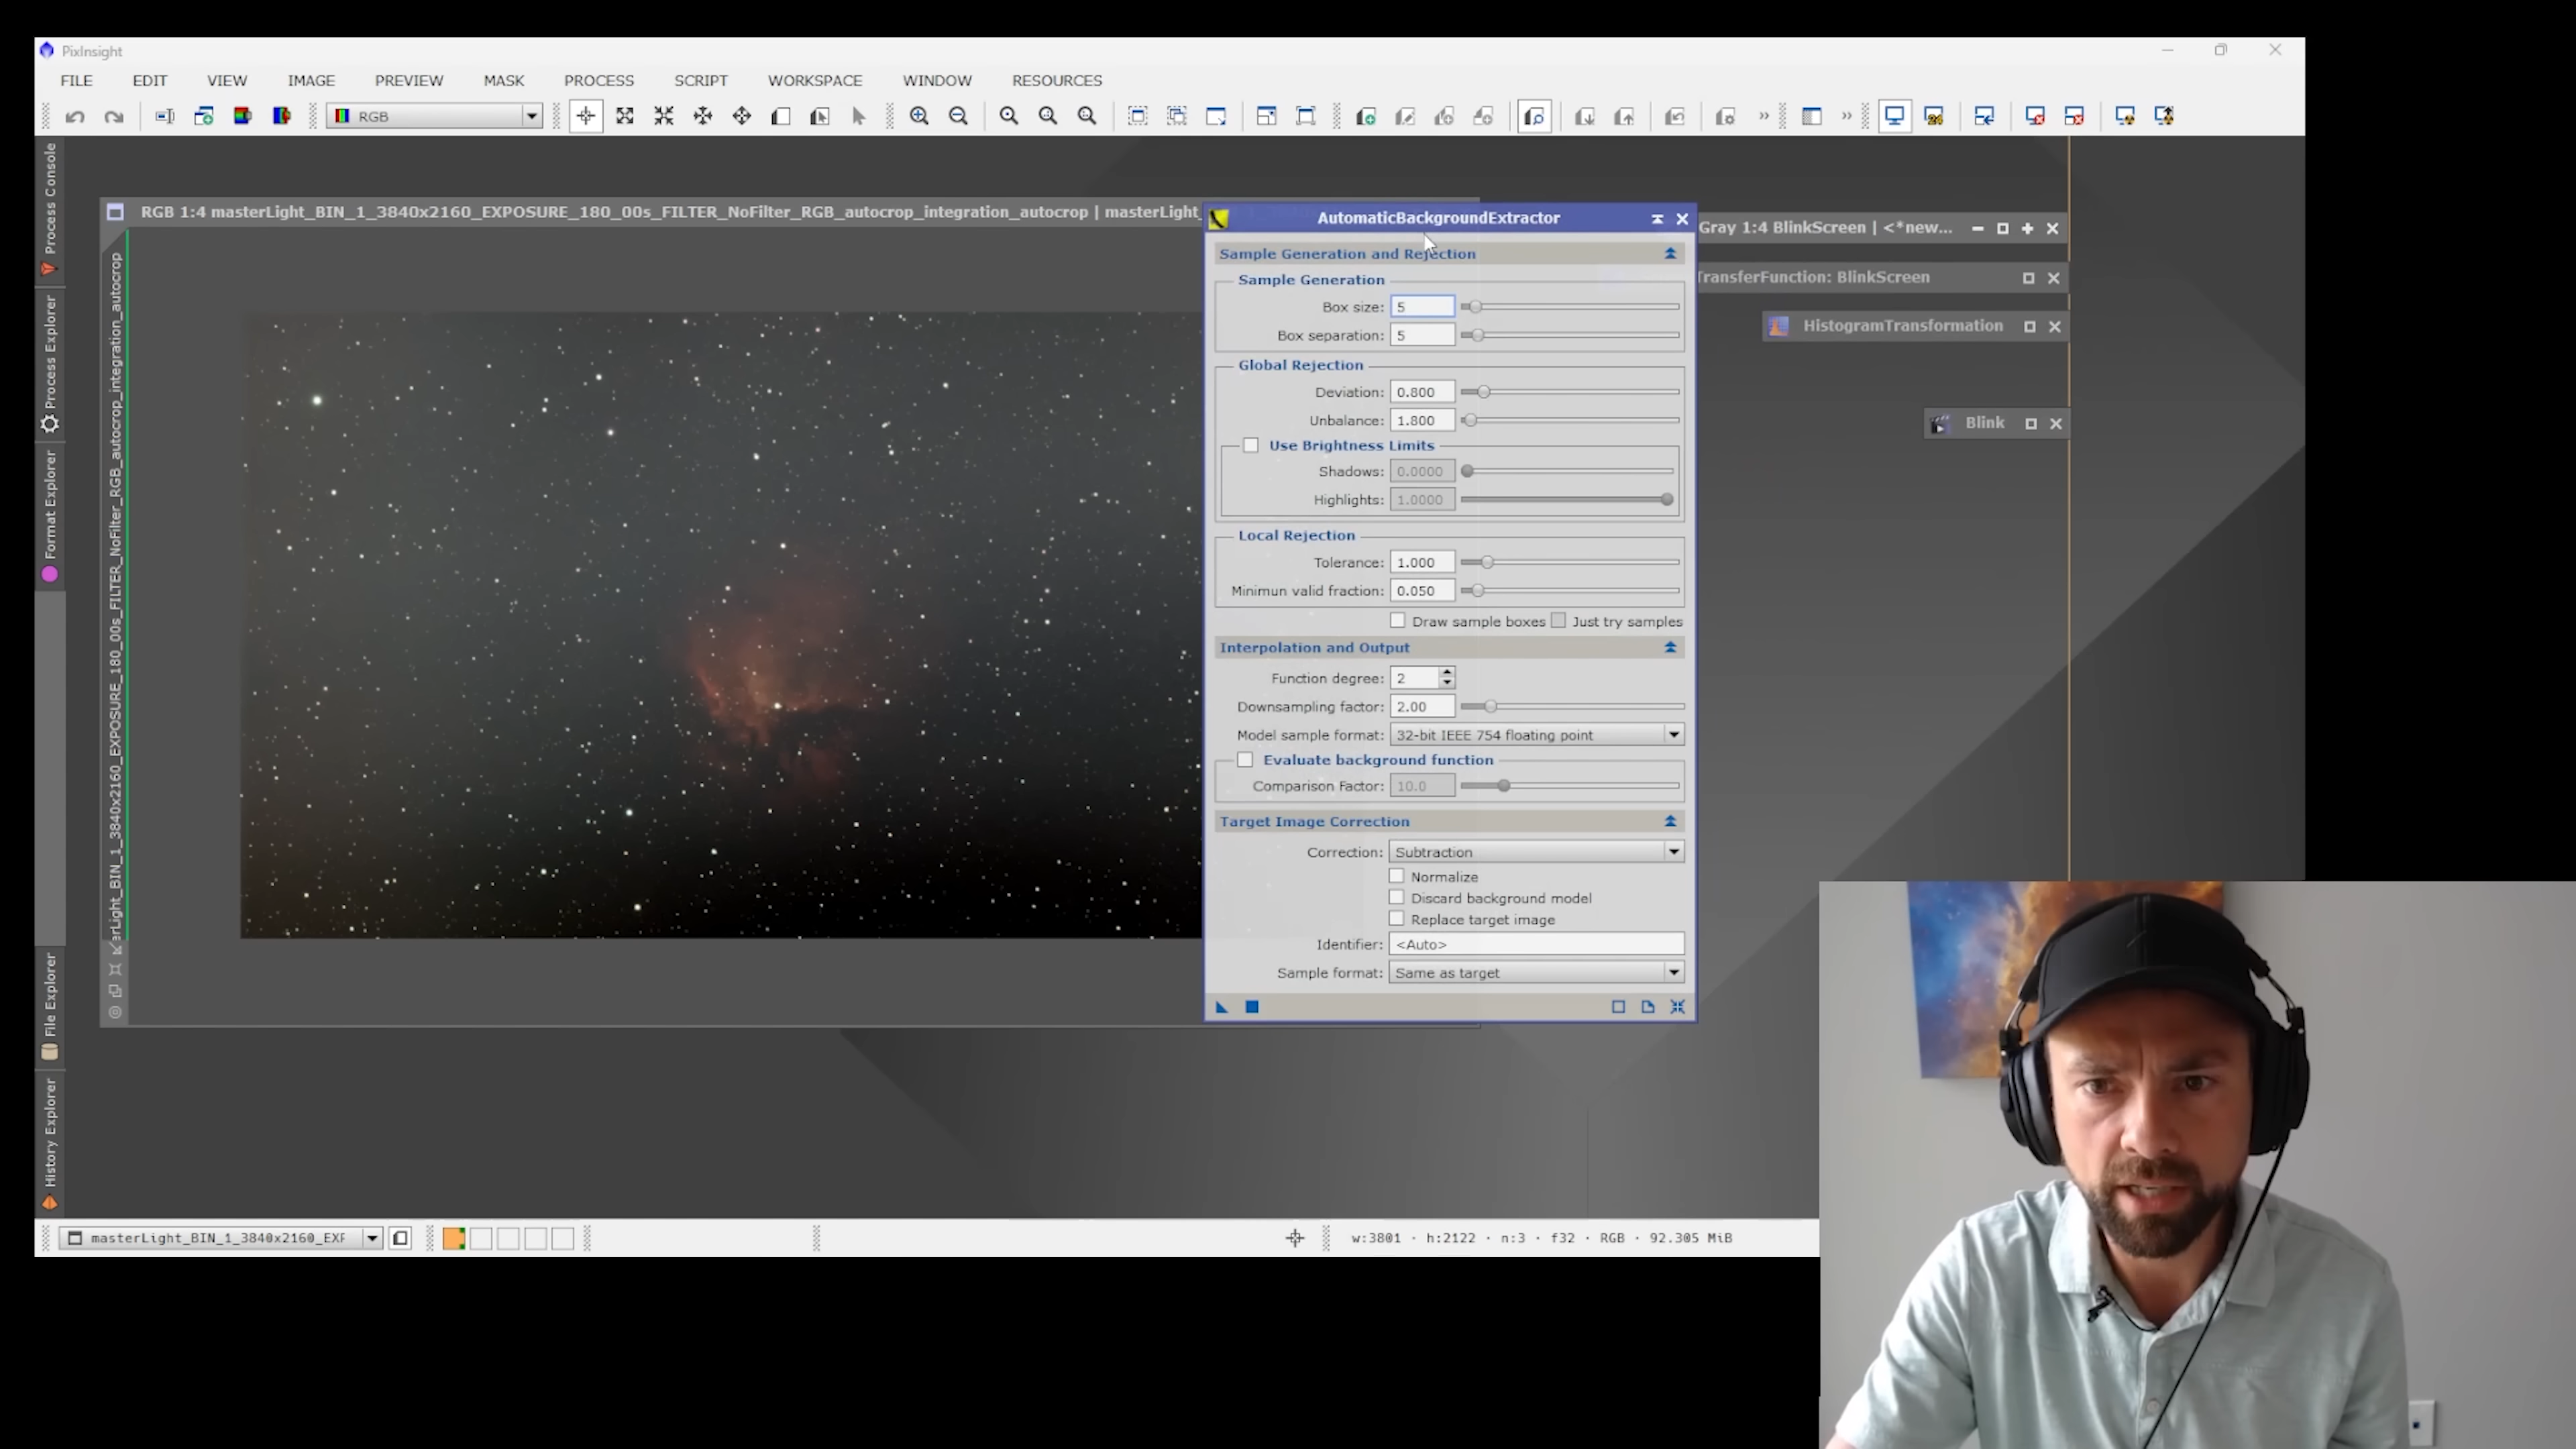 PixInsight
FILE EDIT VIEW IMAGE PREVIEW MASK PROCESS SCRIPT WORKSPACE WINDOW RESOURCES
RGB
Process Console
Process Explorer
Format Explorer
File Explorer
History Explorer
RGB 1:4 masterLight_BIN_1_3840x2160_EXPOSURE_180_00s_FILTER_NoFilter_RGB_autocrop_integration_autocrop | masterLight_
erLight_BIN_1_3840x2160_EXPOSURE_180_00s_FILTER_NoFilter_RGB_autocrop_integration_autocrop
AutomaticBackgroundExtractor
Sample Generation and Rejection
Sample Generation
Box size: 5
Box separation: 5
Global Rejection
Deviation: 0.800
Unbalance: 1.800
Use Brightness Limits
Shadows: 0.0000
Highlights: 1.0000
Local Rejection
Tolerance: 1.000
Minimun valid fraction: 0.050
Draw sample boxes Just try samples
Interpolation and Output
Function degree: 2
Downsampling factor: 2.00
Model sample format: 32-bit IEEE 754 floating point
Evaluate background function
Comparison Factor: 10.0
Target Image Correction
Correction: Subtraction
Normalize
Discard background model
Replace target image
Identifier: <Auto>
Sample format: Same as target
Gray 1:4 BlinkScreen | <*new...
TransferFunction: BlinkScreen
HistogramTransformation
Blink
masterLight_BIN_1_3840x2160_EXP
w:3801 · h:2122 · n:3 · f32 · RGB · 92.305 MiB